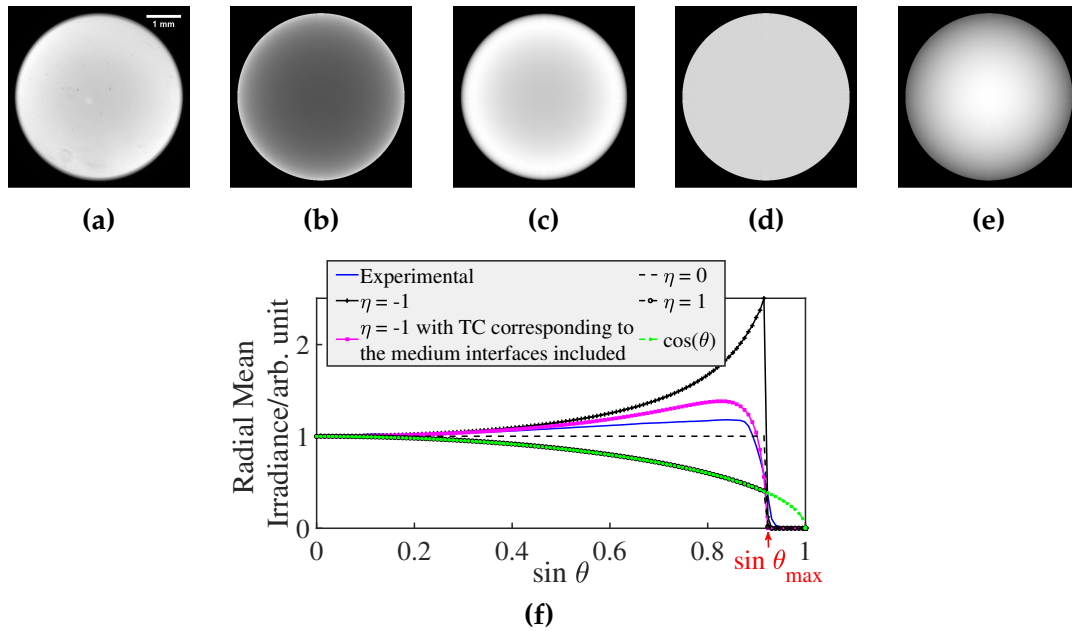 1 mm
(a) (b) (c) (d) (e)
Experimental
η = 0
η = -1
η = 1
η = -1 with TC corresponding to
the medium interfaces included
cos(θ)
Radial Mean
Irradiance/arb. unit
2
1
0
0 0.2 0.4 0.6 0.8 1
sin θ
sin θmax
(f)